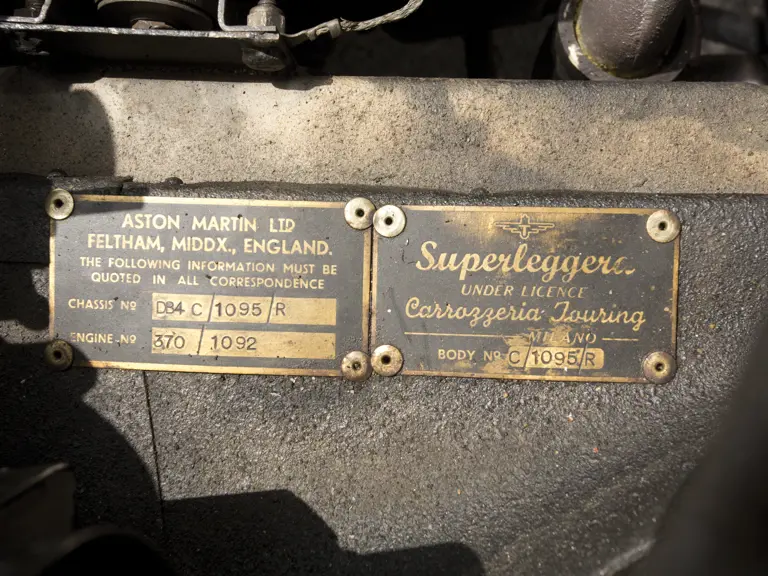 ASTON MARTIN LTD
FELTHAM, MIDDX., ENGLAND.
THE FOLLOWING INFORMATION MUST BE
QUOTED IN ALL CORRESPONDENCE
CHASSIS Nº DB4 C/1095/R
ENGINE Nº 370/1092
Superleggera
UNDER LICENCE
Carrozzeria Touring
MILANO
BODY Nº C/1095/R